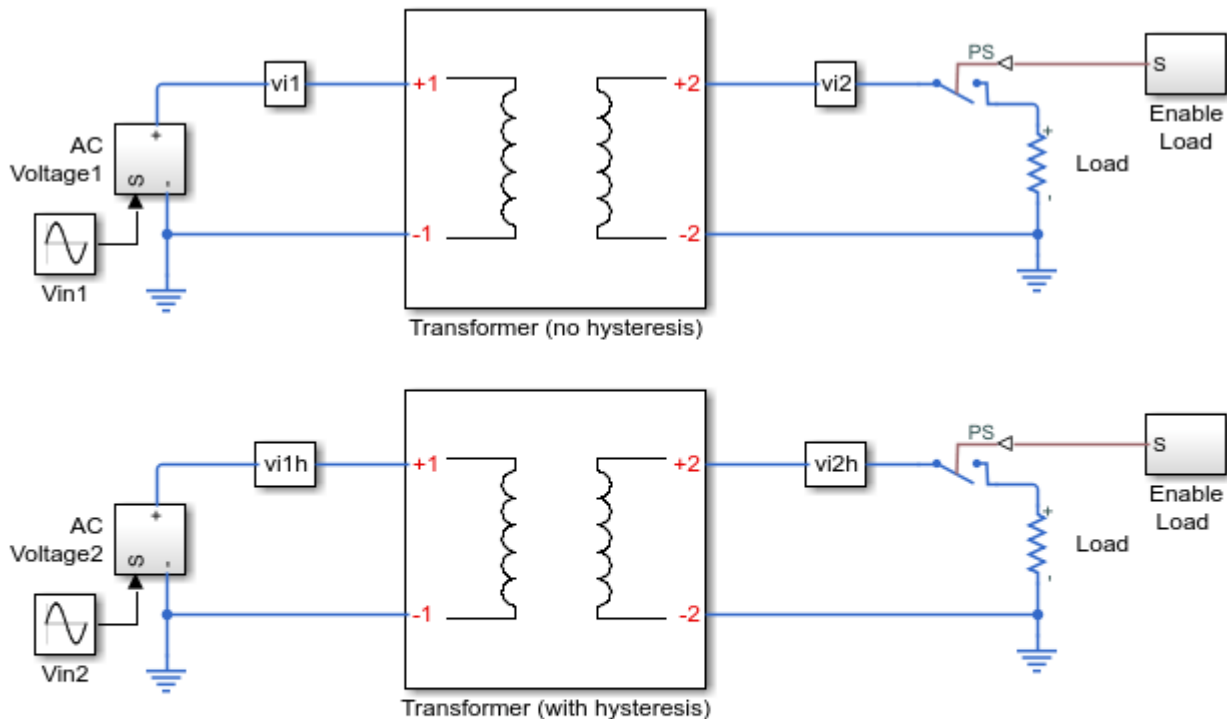 vi1
vi2
PS
S
Enable
Load
+1
+2
+
AC
Voltage1
S
-
+
Load
-
-1
-2
Vin1
Transformer (no hysteresis)
vi1h
vi2h
PS
S
Enable
Load
+1
+2
+
AC
Voltage2
S
-
+
Load
-
-1
-2
Vin2
Transformer (with hysteresis)